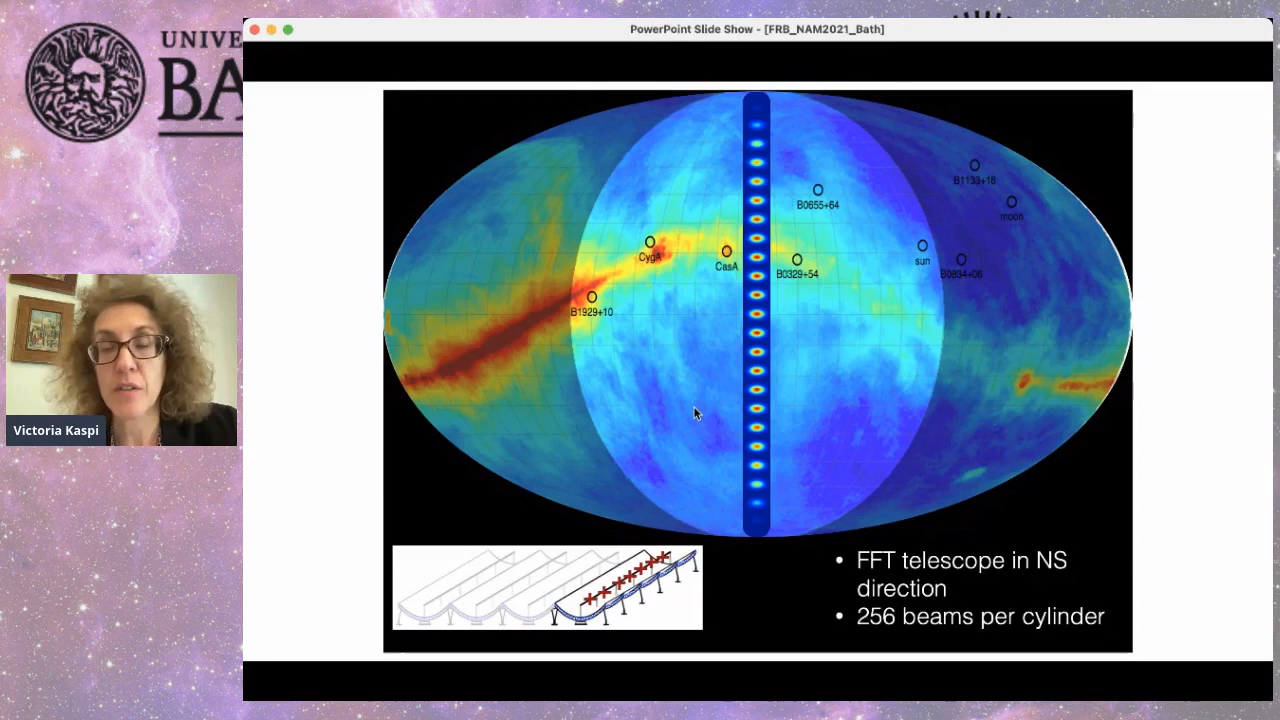 PowerPoint Slide Show - [FRB_NAM2021_Bath]
UNIVE
BA
B1133+16
B0655+64
moon
CygA
CasA
B0329+54
sun
B0834+06
B1929+10
Victoria Kaspi
• FFT telescope in NS
direction
• 256 beams per cylinder